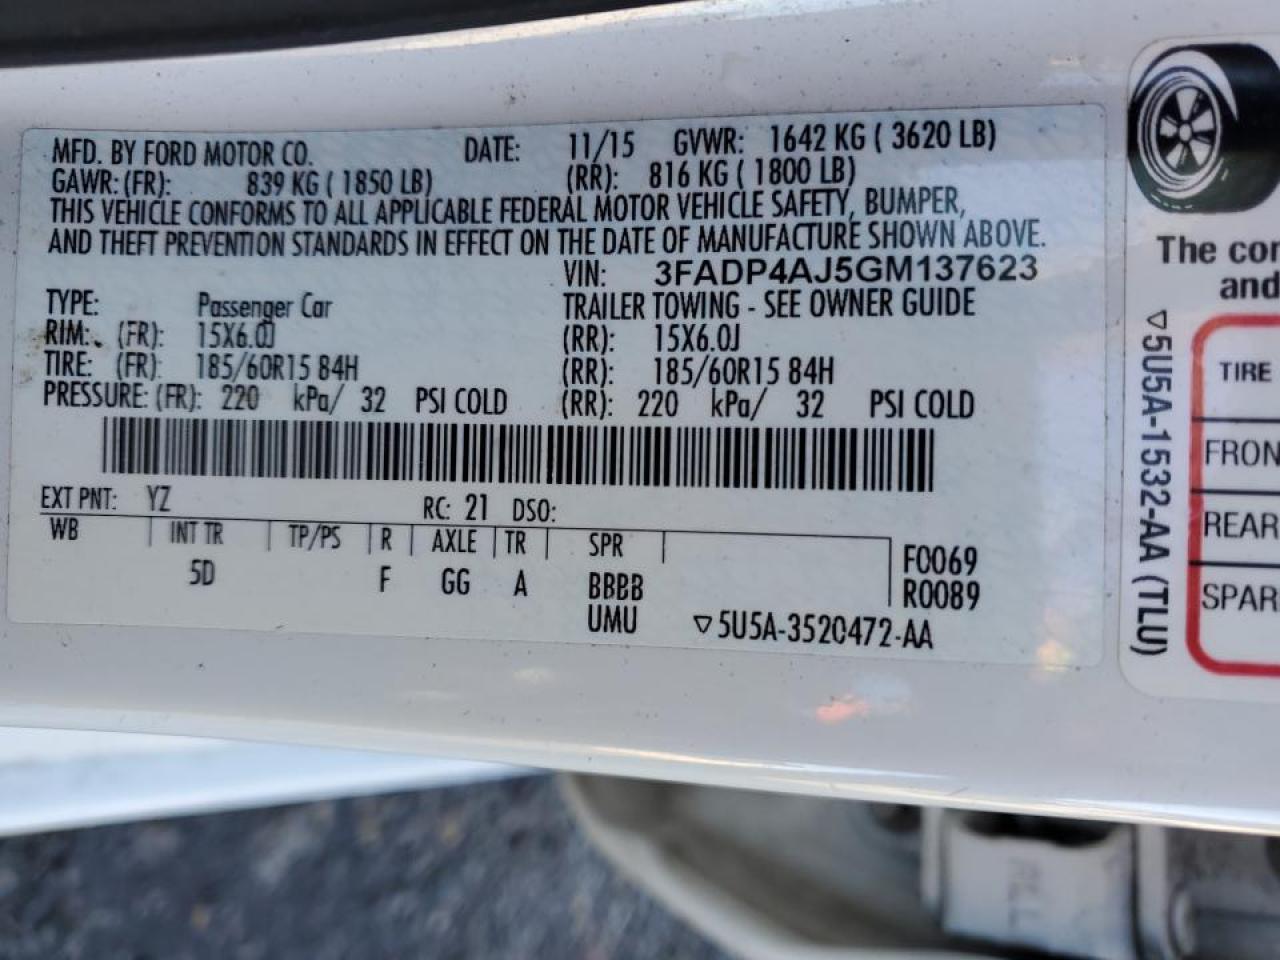 MFD. BY FORD MOTOR CO. DATE: 11/15 GVWR: 1642 KG ( 3620 LB)
GAWR: (FR): 839 KG ( 1850 LB) (RR): 816 KG ( 1800 LB)
THIS VEHICLE CONFORMS TO ALL APPLICABLE FEDERAL MOTOR VEHICLE SAFETY, BUMPER,
AND THEFT PREVENTION STANDARDS IN EFFECT ON THE DATE OF MANUFACTURE SHOWN ABOVE.
VIN: 3FADP4AJ5GM137623
TYPE: Passenger Car TRAILER TOWING - SEE OWNER GUIDE
RIM: (FR): 15X6.0J (RR): 15X6.0J
TIRE: (FR): 185/60R15 84H (RR): 185/60R15 84H
PRESSURE: (FR): 220 kPa/ 32 PSI COLD (RR): 220 kPa/ 32 PSI COLD
EXT PNT: YZ RC: 21 DSO:
WB INT TR TP/PS R AXLE TR SPR F0069
5D F GG A BBBB R0089
UMU ▽5U5A-3520472-AA
The con
and
▽5U5A-1532-AA (TLU)
TIRE
FRON
REAR
SPAR